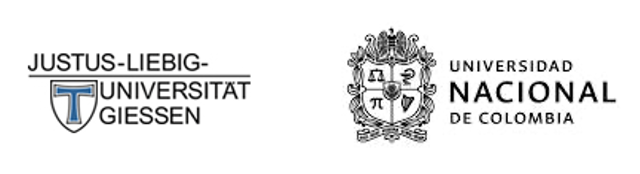 JUSTUS-LIEBIG-
UNIVERSITÄT
GIESSEN
UNIVERSIDAD
NACIONAL
DE COLOMBIA